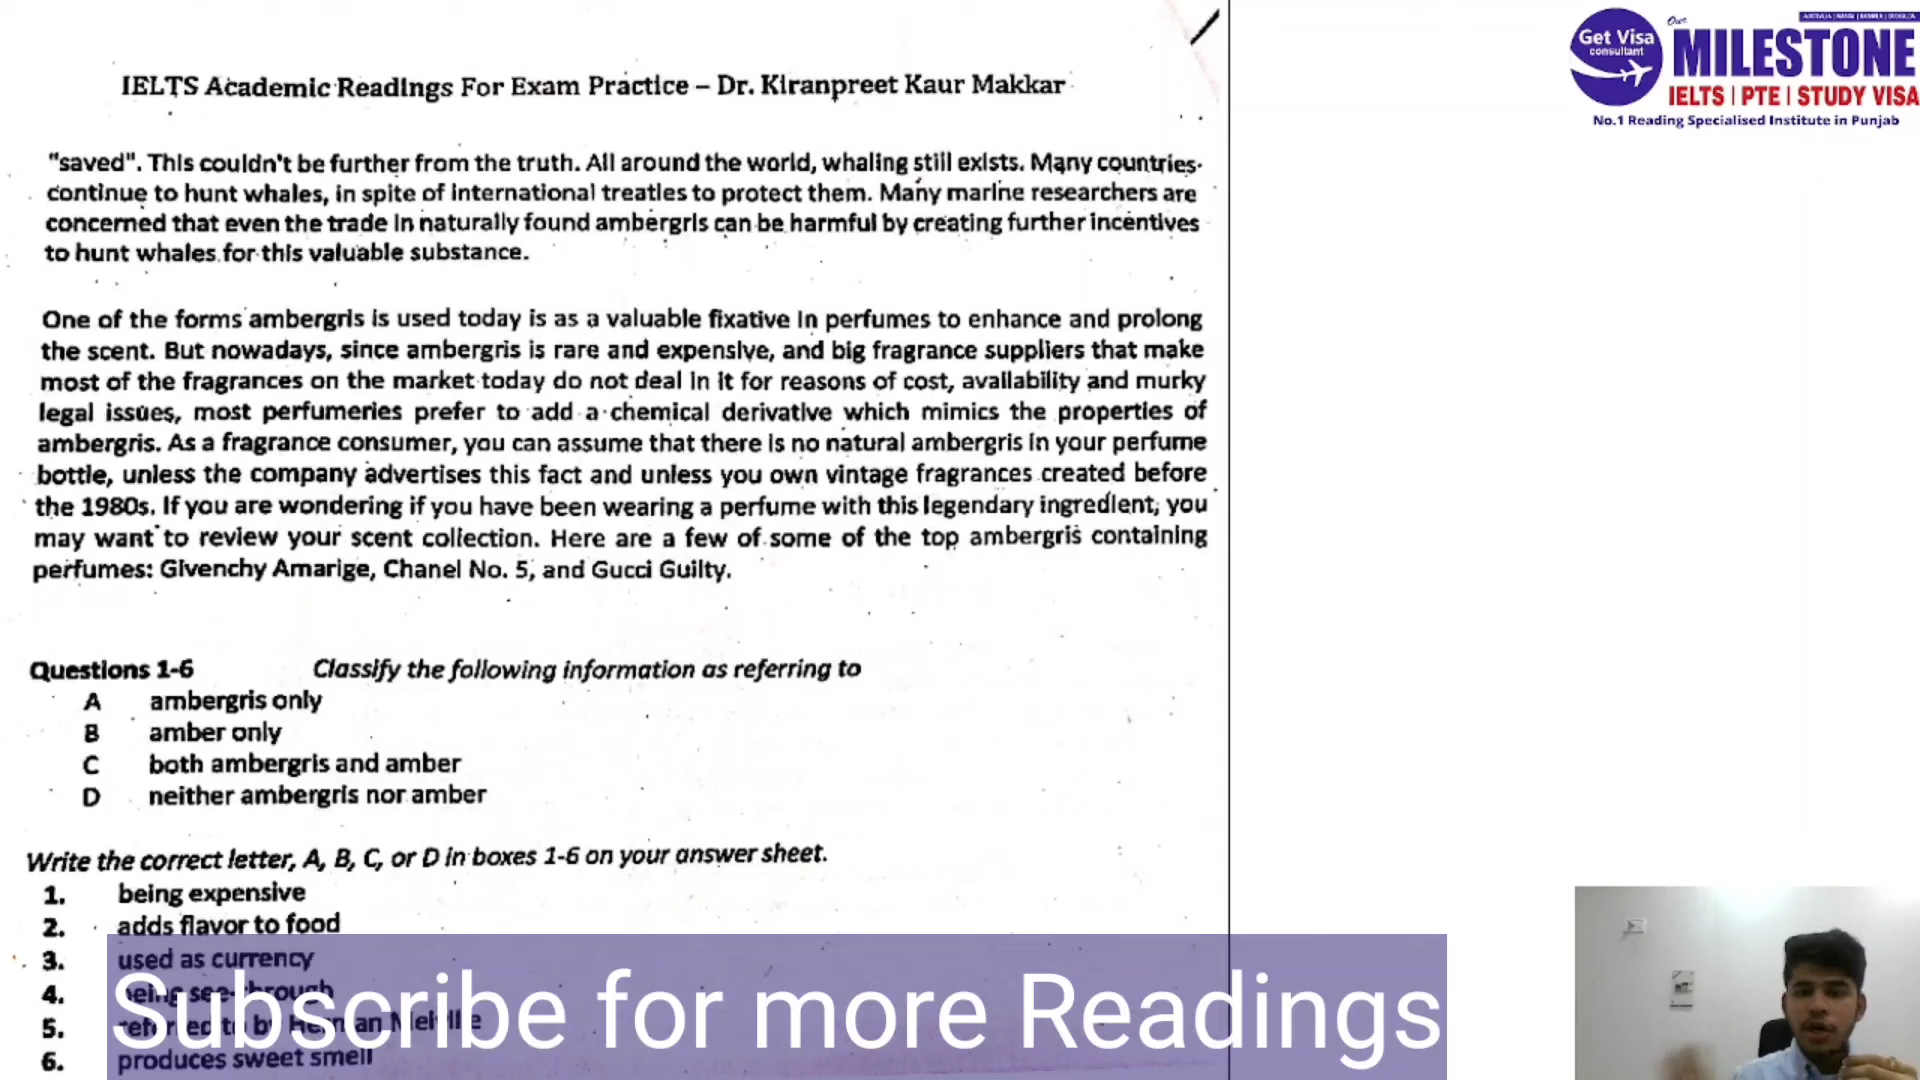 IELTS Academic Readings For Exam Practice – Dr. Kiranpreet Kaur Makkar
"saved". This couldn't be further from the truth. All around the world, whaling still exists. Many countries
continue to hunt whales, in spite of international treaties to protect them. Many marine researchers are
concerned that even the trade in naturally found ambergris can be harmful by creating further incentives
to hunt whales for this valuable substance.
One of the forms ambergris is used today is as a valuable fixative in perfumes to enhance and prolong
the scent. But nowadays, since ambergris is rare and expensive, and big fragrance suppliers that make
most of the fragrances on the market today do not deal in it for reasons of cost, availability and murky
legal issues, most perfumeries prefer to add a chemical derivative which mimics the properties of
ambergris. As a fragrance consumer, you can assume that there is no natural ambergris in your perfume
bottle, unless the company advertises this fact and unless you own vintage fragrances created before
the 1980s. If you are wondering if you have been wearing a perfume with this legendary ingredient, you
may want to review your scent collection. Here are a few of some of the top ambergris containing
perfumes: Givenchy Amarige, Chanel No. 5, and Gucci Guilty.
Questions 1-6 Classify the following information as referring to
A ambergris only
B amber only
C both ambergris and amber
D neither ambergris nor amber
Write the correct letter, A, B, C, or D in boxes 1-6 on your answer sheet.
1. being expensive
2. adds flavor to food
3. used as currency
4. being see-through
5. referred to by Herman Melville
6. produces sweet smell
Subscribe for more Readings
Get Visa
consultant
Our
MILESTONE
IELTS | PTE | STUDY VISA
No.1 Reading Specialised Institute in Punjab